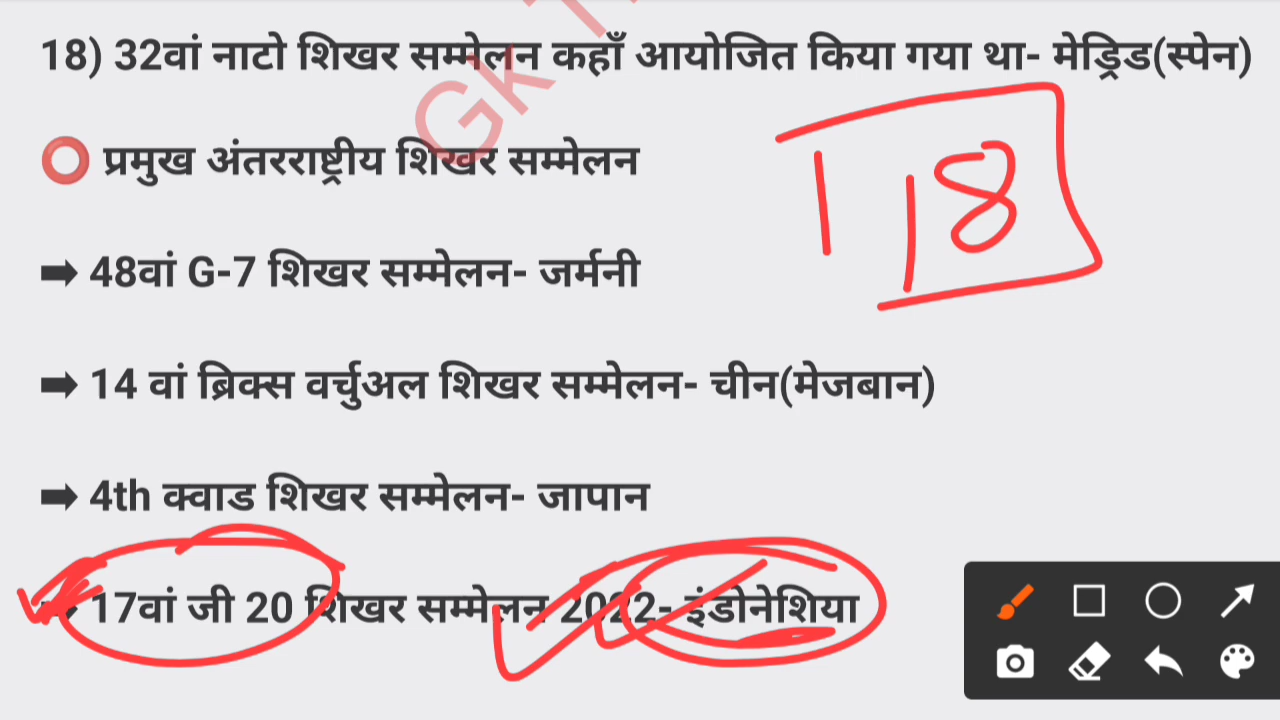 18) 32वां नाटो शिखर सम्मेलन कहाँ आयोजित किया गया था- मेड्रिड(स्पेन)
⭕ प्रमुख अंतरराष्ट्रीय शिखर सम्मेलन
➡ 48वां G-7 शिखर सम्मेलन- जर्मनी
➡ 14 वां ब्रिक्स वर्चुअल शिखर सम्मेलन- चीन(मेजबान)
➡ 4th क्वाड शिखर सम्मेलन- जापान
➡ 17वां जी 20 शिखर सम्मेलन 2022- इंडोनेशिया
18
Gk